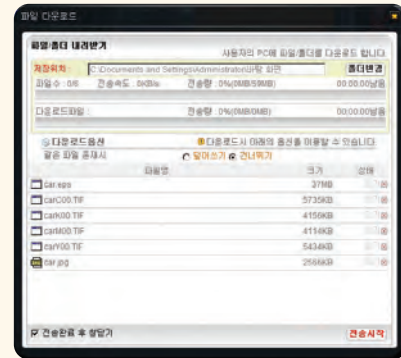 파일 다운로드
파일/폴더 내려받기
사용자의 PC에 파일/폴더를 다운로드 합니다.
저장위치 : C:\Documents and Settings\Administrator\바탕 화면 폴더변경
파일수 : 0/6 전송속도 : 0KB/s 전송량 : 0%(0MB/59MB) 00:00:00남음
다운로드파일 : 전송량 : 0%(0MB/0MB) 00:00:00남음
다운로드옵션 다운로드시 아래의 옵션을 이용할 수 있습니다.
같은 파일 존재시 덮어쓰기 건너뛰기
파일명 크기 상태
car.eps 37MB
carC00.TIF 5735KB
carK00.TIF 4156KB
carM00.TIF 4114KB
carY00.TIF 5434KB
car.jpg 2566KB
전송완료 후 창닫기 전송시작